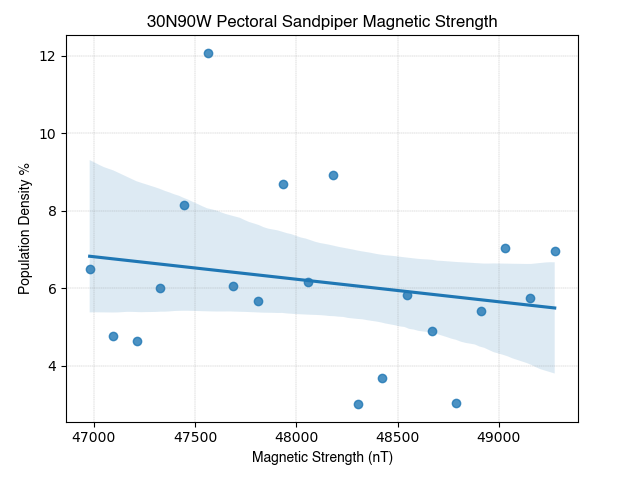 30N90W Pectoral Sandpiper Magnetic Strength
12
10
8
6
4
Population Density %
47000 47500 48000 48500 49000
Magnetic Strength (nT)